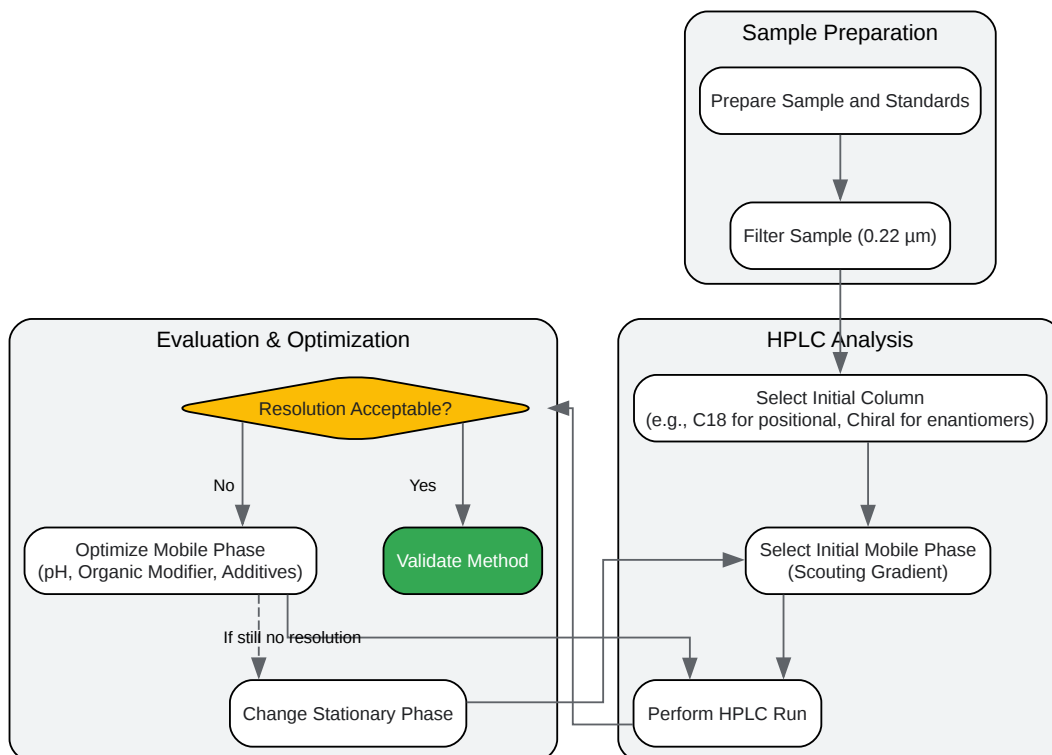 Sample Preparation
Prepare Sample and Standards
Filter Sample (0.22 µm)
Evaluation & Optimization
HPLC Analysis
Resolution Acceptable?
Select Initial Column
(e.g., C18 for positional, Chiral for enantiomers)
No
Yes
Optimize Mobile Phase
(pH, Organic Modifier, Additives)
Validate Method
Select Initial Mobile Phase
(Scouting Gradient)
If still no resolution
Change Stationary Phase
Perform HPLC Run